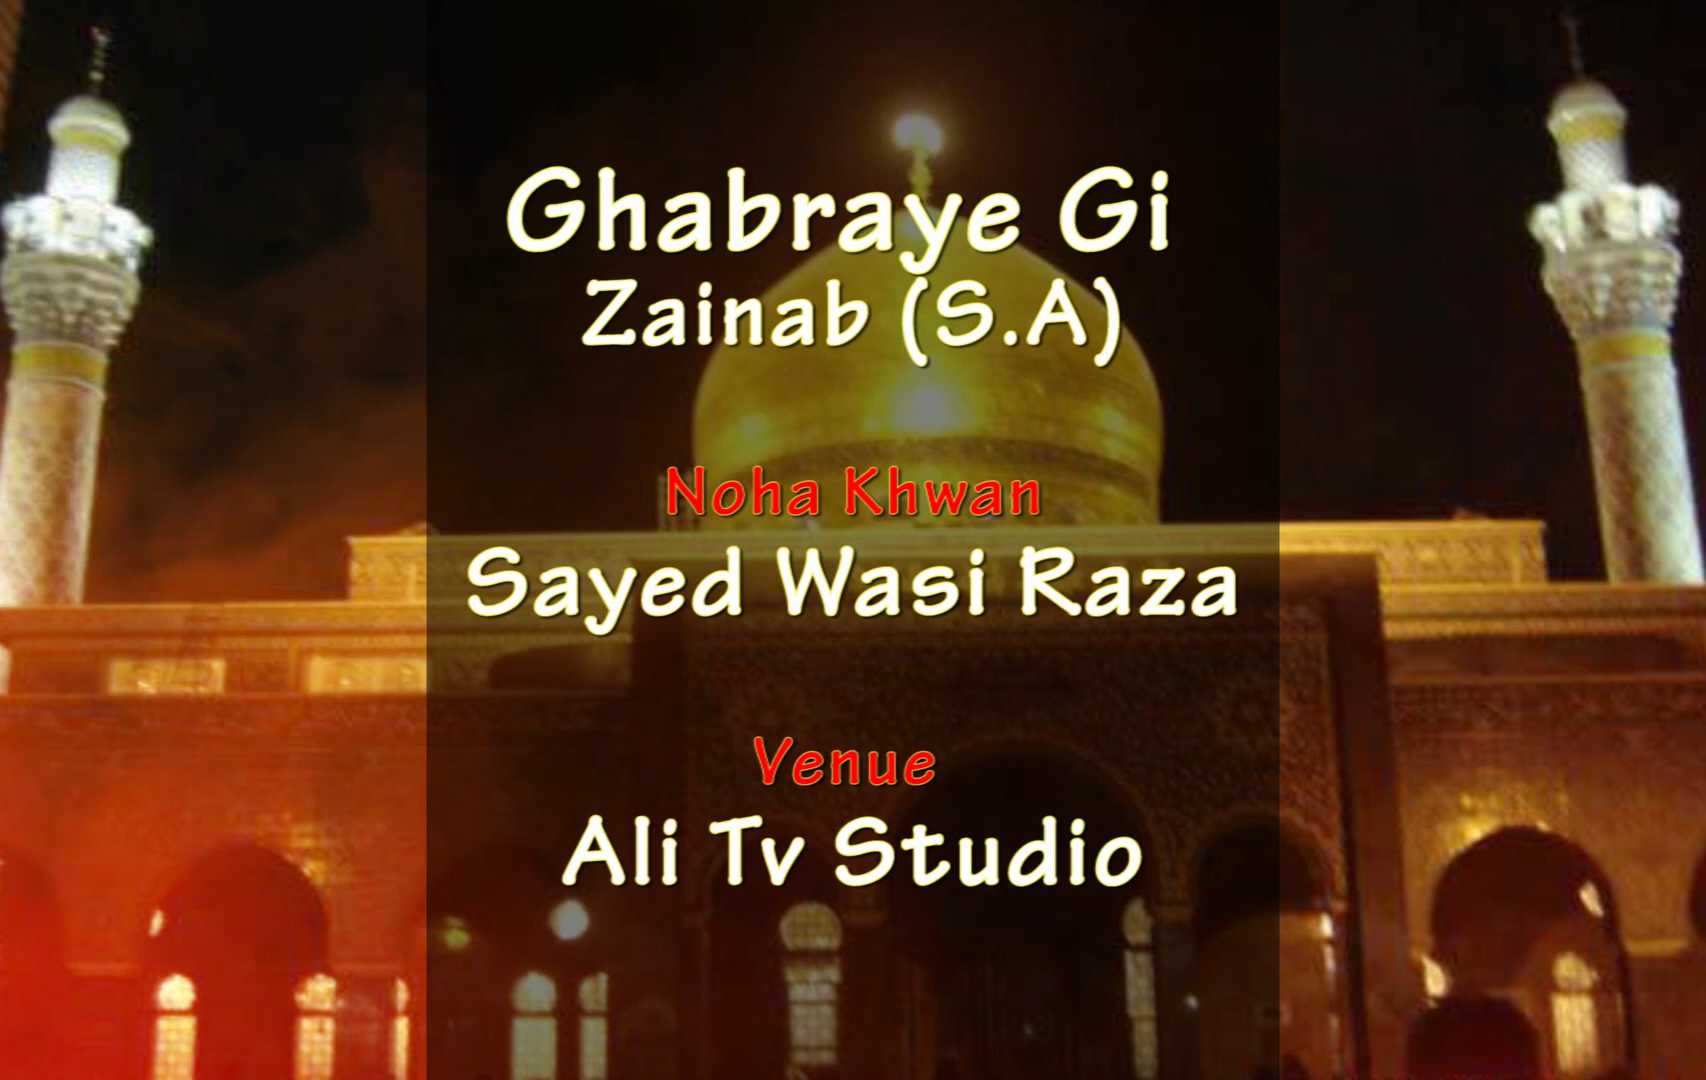 Ghabraye Gi
Zainab (S.A)
Noha Khwan
Sayed Wasi Raza
Venue
Ali Tv Studio